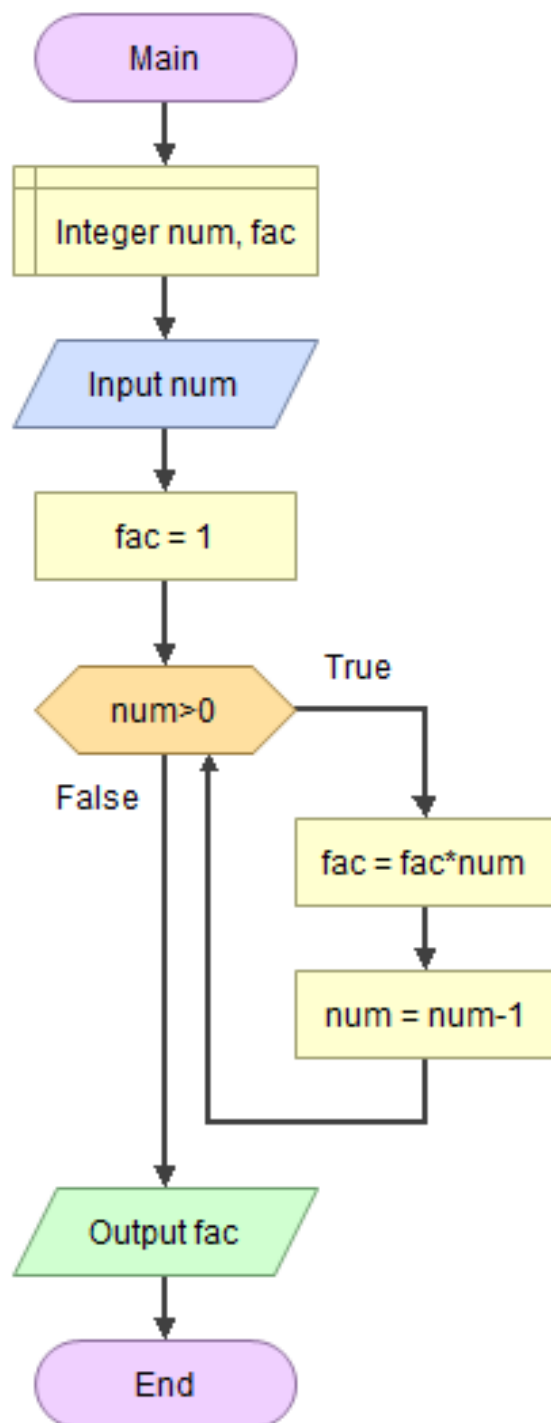 Main
Integer num, fac
Input num
fac = 1
num>0
True
False
fac = fac*num
num = num-1
Output fac
End